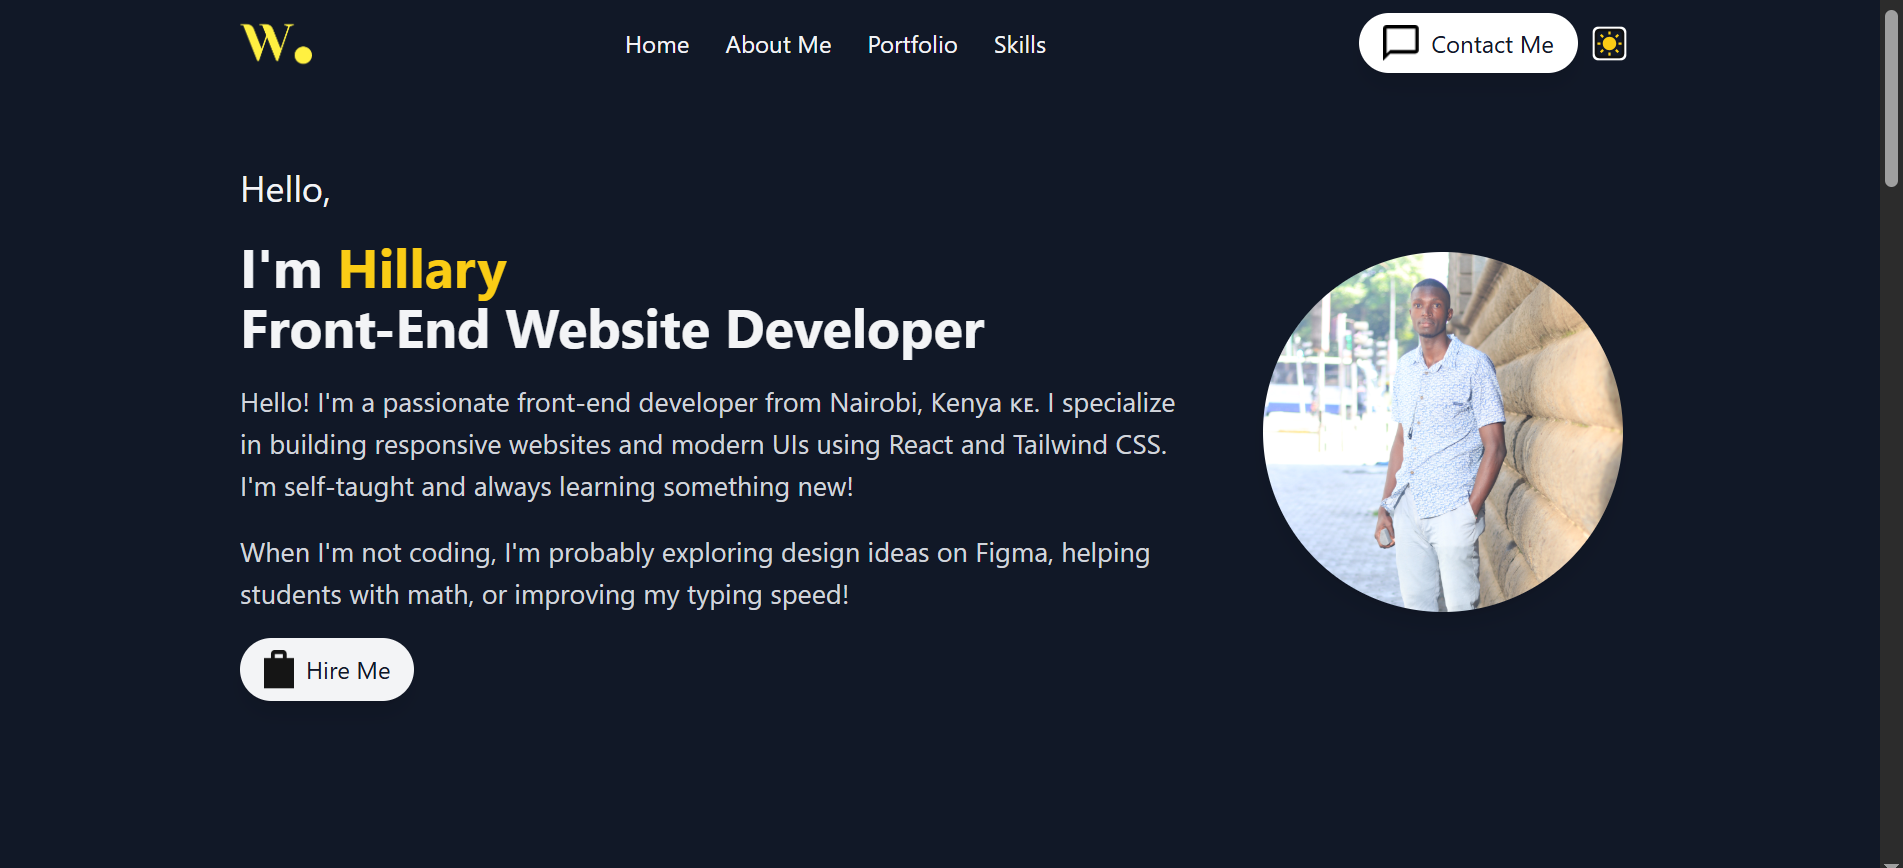 W.
Home About Me Portfolio Skills
Contact Me
Hello,
I'm Hillary
Front-End Website Developer
Hello! I'm a passionate front-end developer from Nairobi, Kenya ᴋᴇ. I specialize
in building responsive websites and modern UIs using React and Tailwind CSS.
I'm self-taught and always learning something new!
When I'm not coding, I'm probably exploring design ideas on Figma, helping
students with math, or improving my typing speed!
Hire Me